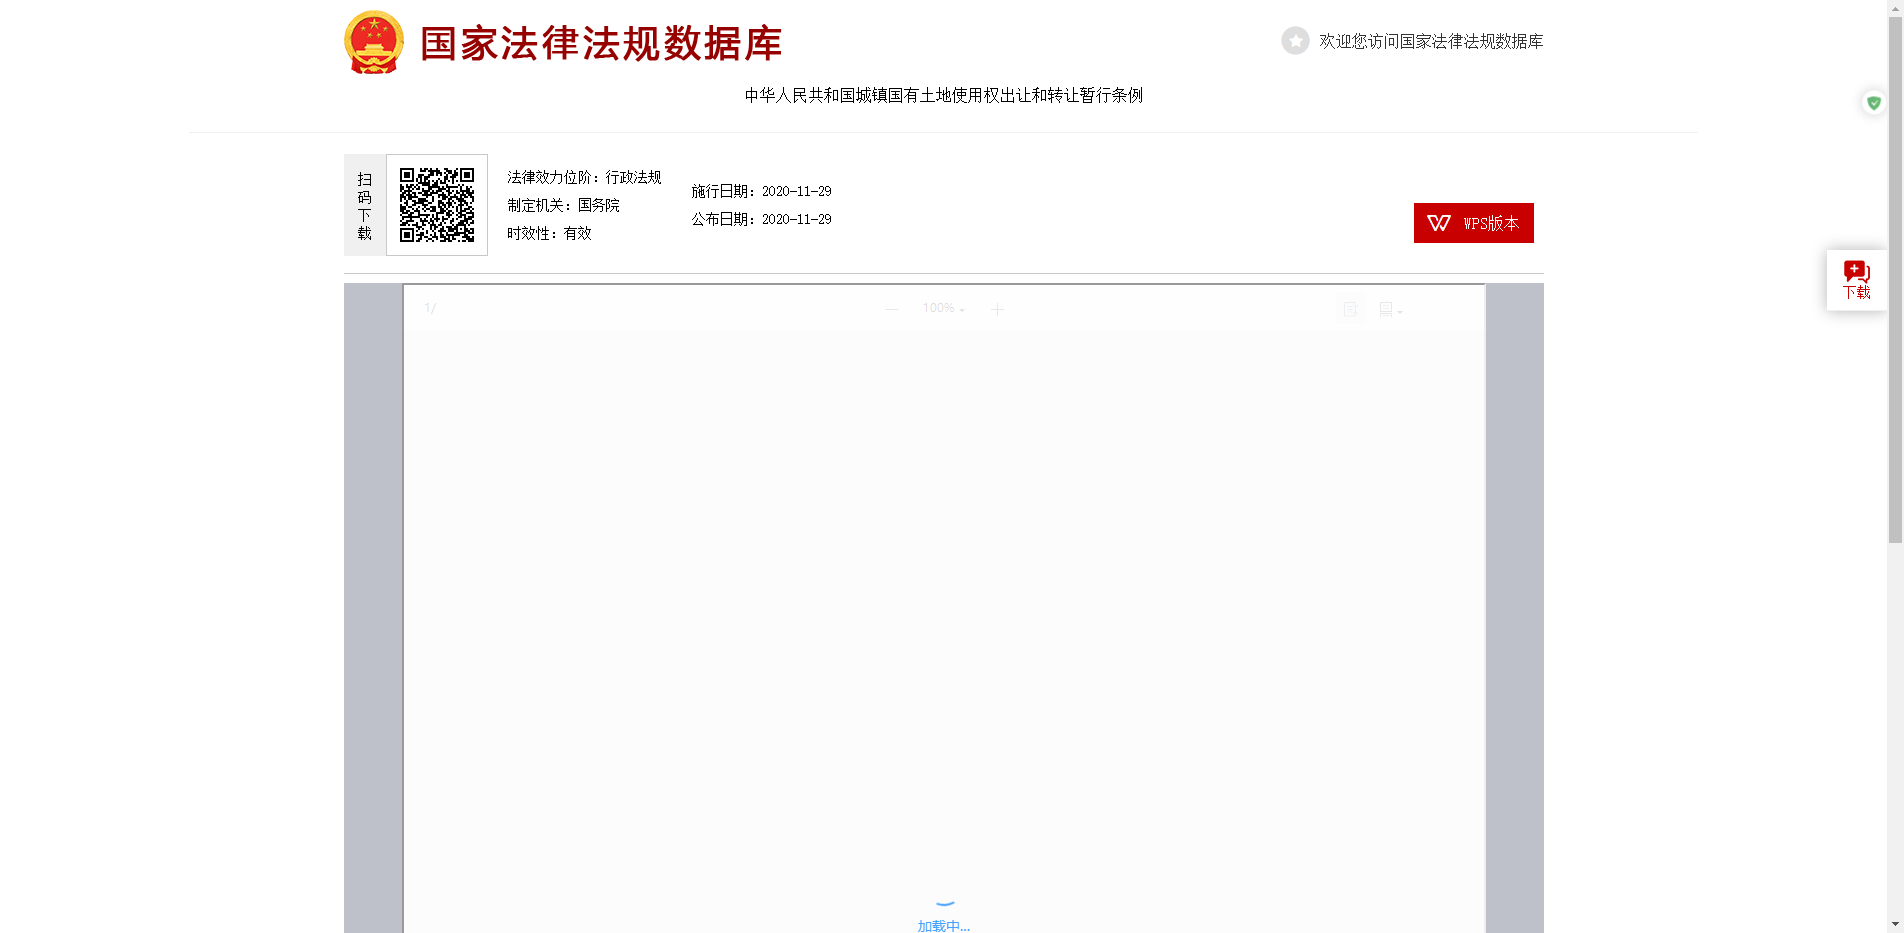 国家法律法规数据库
欢迎您访问国家法律法规数据库
中华人民共和国城镇国有土地使用权出让和转让暂行条例
扫码下载
法律效力位阶：行政法规
制定机关：国务院
时效性：有效
施行日期：2020-11-29
公布日期：2020-11-29
WPS版本
下载
1/
100%
加载中...